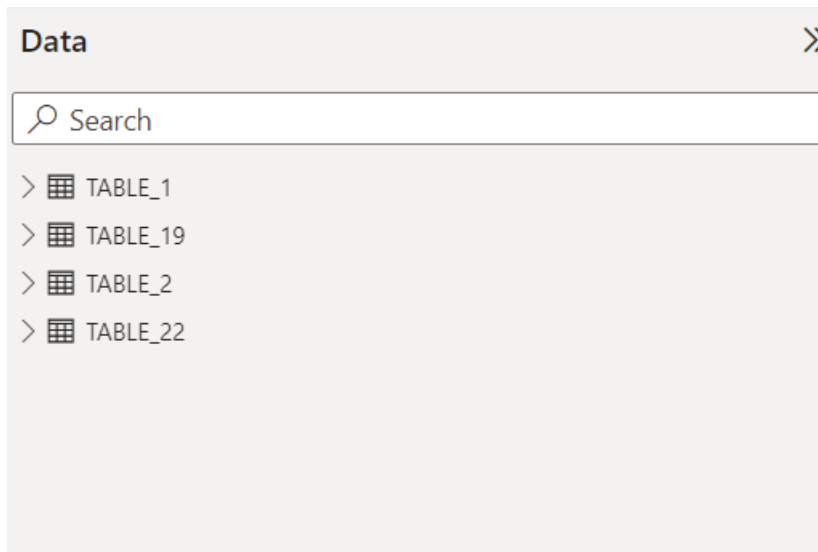 Data
Search
TABLE_1
TABLE_19
TABLE_2
TABLE_22